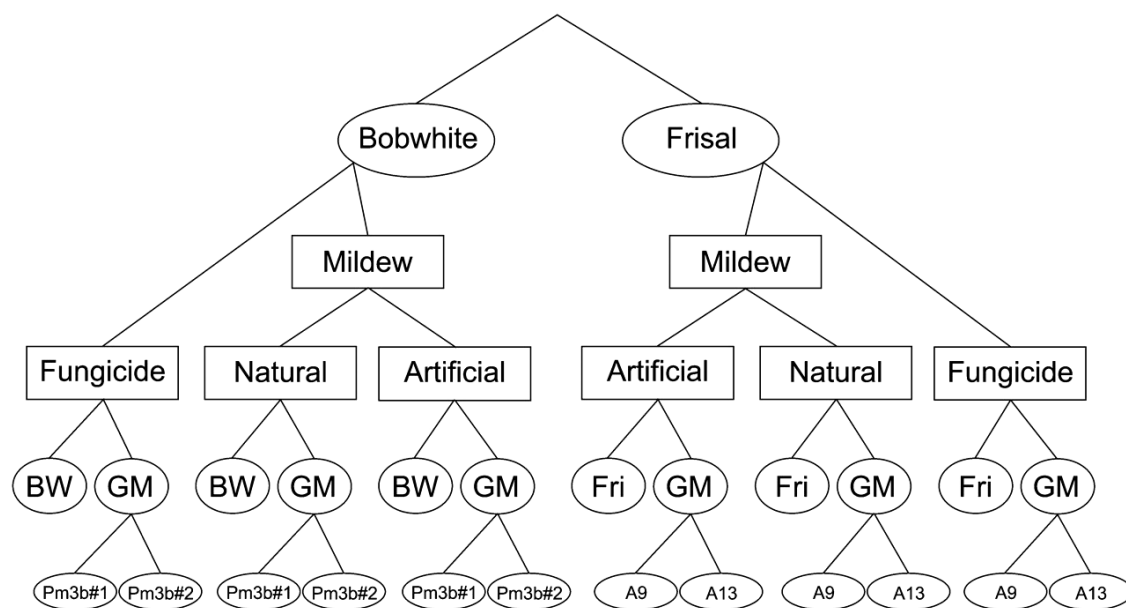 Bobwhite Frisal
Mildew Mildew
Fungicide Natural Artificial Artificial Natural Fungicide
BW GM BW GM BW GM Fri GM Fri GM Fri GM
Pm3b#1 Pm3b#2 Pm3b#1 Pm3b#2 Pm3b#1 Pm3b#2 A9 A13 A9 A13 A9 A13